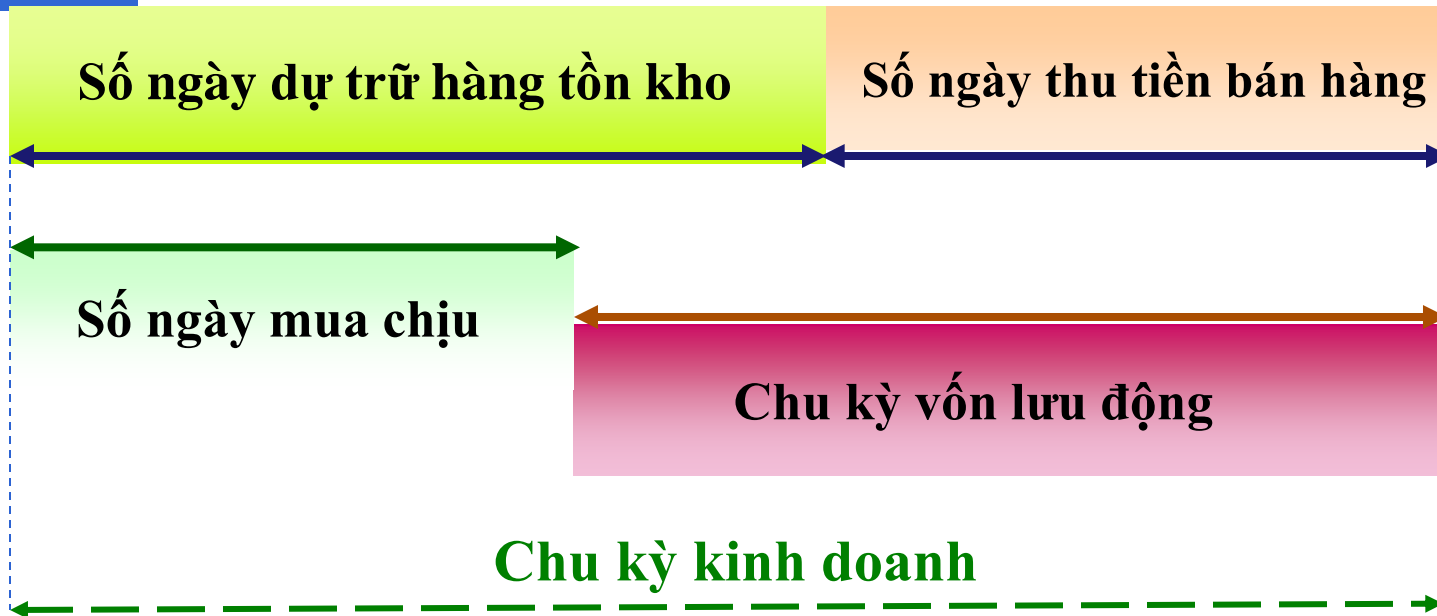 Số ngày dự trữ hàng tồn kho
Số ngày thu tiền bán hàng
Số ngày mua chịu
Chu kỳ vốn lưu động
Chu kỳ kinh doanh